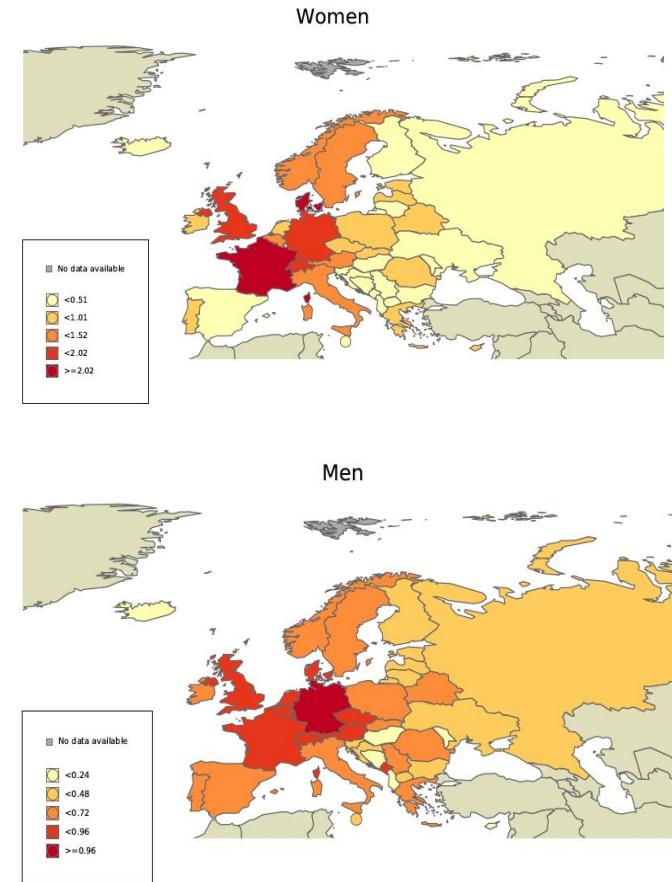 Women
No data available
<0.51
<1.01
<1.52
<2.02
>=2.02
Men
No data available
<0.24
<0.48
<0.72
<0.96
>=0.96